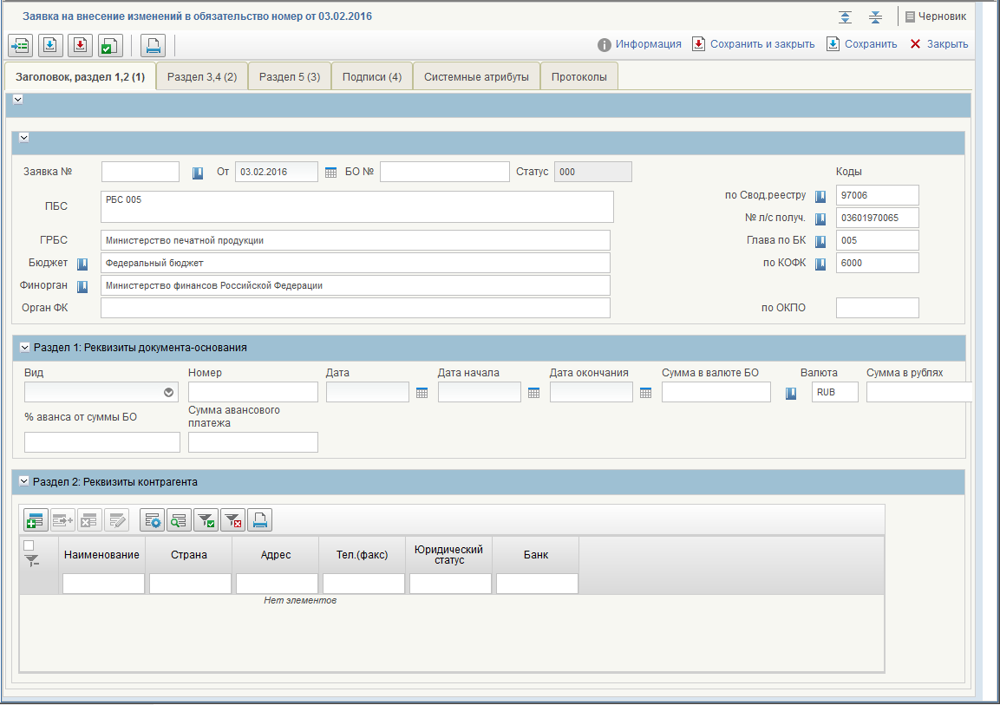 Заявка на внесение изменений в обязательство номер от 03.02.2016
Черновик
Информация Сохранить и закрыть Сохранить Закрыть
Заголовок, раздел 1,2 (1) Раздел 3,4 (2) Раздел 5 (3) Подписи (4) Системные атрибуты Протоколы
Заявка № От 03.02.2016 БО № Статус 000 Коды
ПБС РБС 005 по Свод.реестру 97006
№ л/с получ. 03601970065
ГРБС Министерство печатной продукции Глава по БК 005
Бюджет Федеральный бюджет по КОФК 6000
Финорган Министерство финансов Российской Федерации
Орган ФК по ОКПО
Раздел 1: Реквизиты документа-основания
Вид Номер Дата Дата начала Дата окончания Сумма в валюте БО Валюта Сумма в рублях
RUB
% аванса от суммы БО Сумма авансового
платежа
Раздел 2: Реквизиты контрагента
Наименование Страна Адрес Тел.(факс) Юридический
статус Банк
Нет элементов